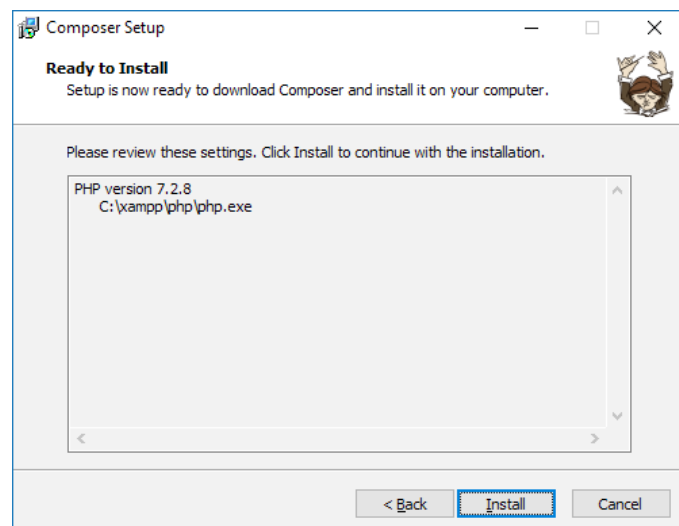 Composer Setup
Ready to Install
Setup is now ready to download Composer and install it on your computer.
Please review these settings. Click Install to continue with the installation.
PHP version 7.2.8
C:\xampp\php\php.exe
< Back
Install
Cancel